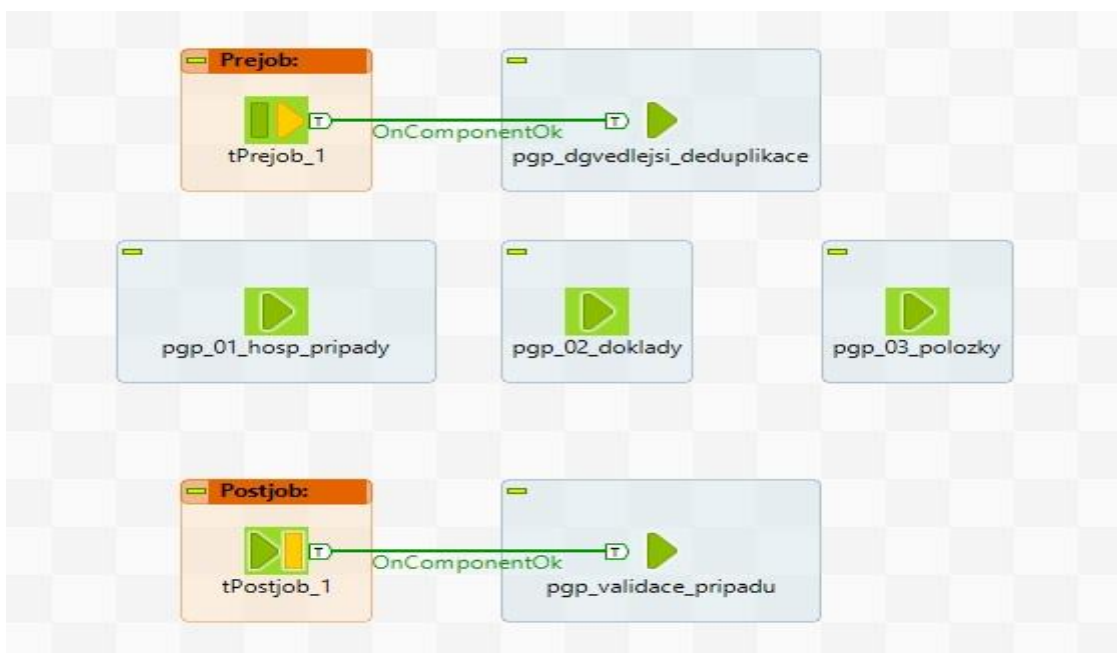 Prejob:
T
OnComponentOk
T
tPrejob_1
pgp_dgvedlejsi_deduplikace
pgp_01_hosp_pripady
pgp_02_doklady
pgp_03_polozky
Postjob:
T
OnComponentOk
T
tPostjob_1
pgp_validace_pripadu